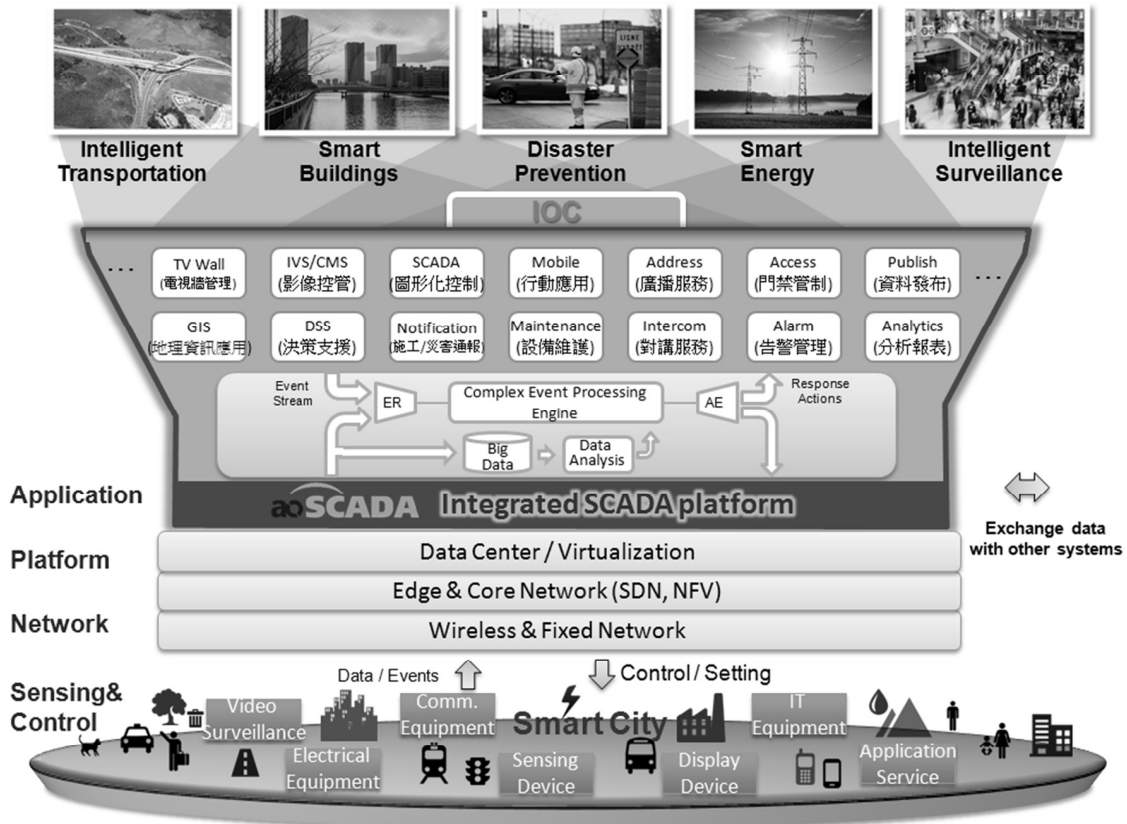 LIGNE
Intelligent
Transportation
Smart
Buildings
Disaster
Prevention
Smart
Energy
Intelligent
Surveillance
IOC
...
TV Wall
(電視牆管理)
IVS/CMS
(影像控管)
SCADA
(圖形化控制)
Mobile
(行動應用)
Address
(廣播服務)
Access
(門禁管制)
Publish
(資料發布)
...
GIS
(地理資訊應用)
DSS
(決策支援)
Notification
(施工/災害通報)
Maintenance
(設備維護)
Intercom
(對講服務)
Alarm
(告警管理)
Analytics
(分析報表)
Event
Stream
ER
Complex Event Processing
Engine
AE
Response
Actions
Big
Data
Data
Analysis
Application
aoSCADA Integrated SCADA platform
Exchange data
with other systems
Platform
Data Center / Virtualization
Edge & Core Network (SDN, NFV)
Network
Wireless & Fixed Network
Data / Events
Control / Setting
Sensing&
Control
Video
Surveillance
Comm.
Equipment
Smart City
IT
Equipment
Electrical
Equipment
Sensing
Device
Display
Device
Application
Service